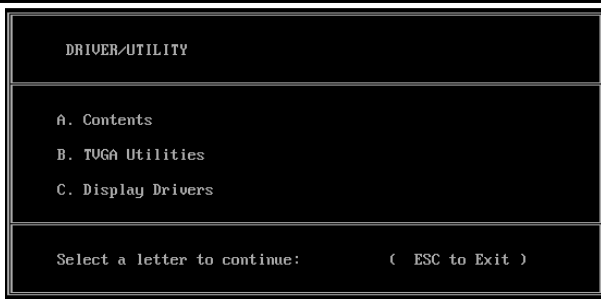 DRIVER/UTILITY
A. Contents
B. TVGA Utilities
C. Display Drivers
Select a letter to continue: ( ESC to Exit )